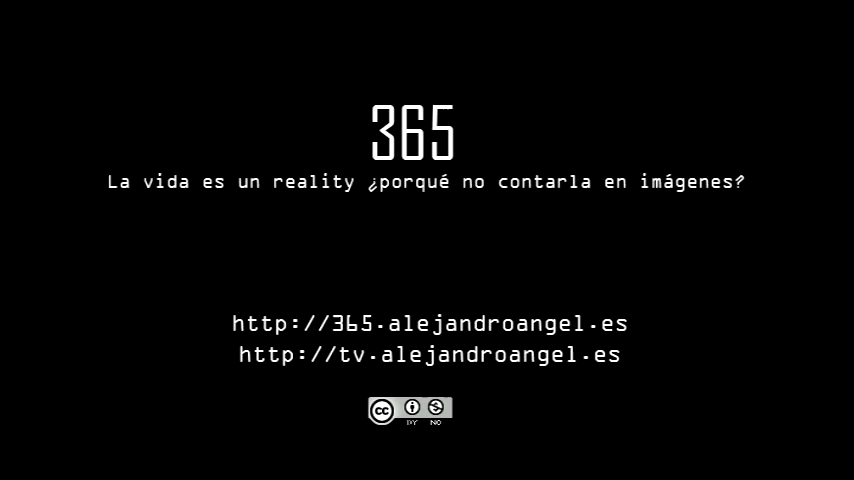 365
La vida es un reality ¿porqué no contarla en imágenes?
http://365.alejandroangel.es
http://tv.alejandroangel.es
cc
BY NC